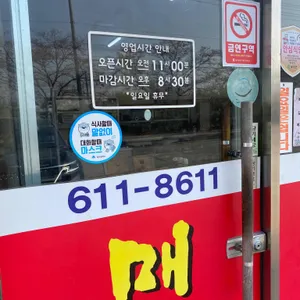 영업시간 안내
오픈시간 오전 11시00분
마감시간 오후 8시30분
*일요일 휴무*
금연구역
식사할때
말없이
대화할때
마스크
611-8611
매